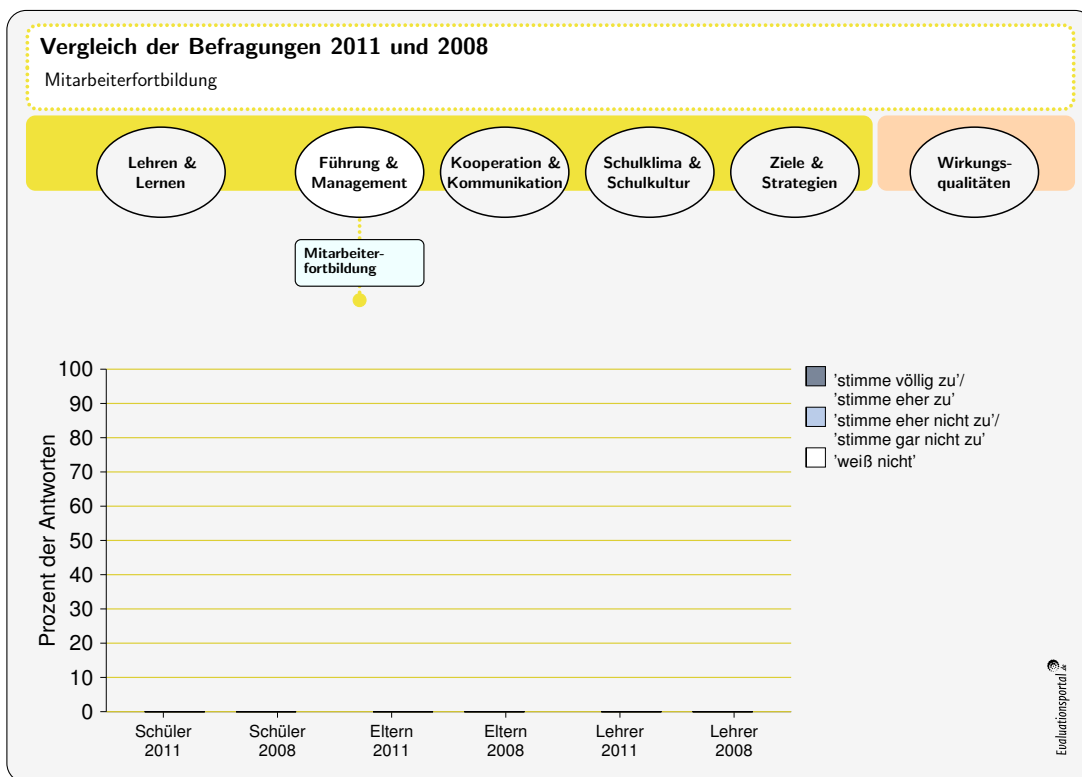 Vergleich der Befragungen 2011 und 2008
Mitarbeiterfortbildung
Lehren &
Lernen
Führung &
Management
Kooperation &
Kommunikation
Schulklima &
Schulkultur
Ziele &
Strategien
Wirkungs-
qualitäten
Mitarbeiter-
fortbildung
Prozent der Antworten
100
90
80
70
60
50
40
30
20
10
0
Schüler
2011
Schüler
2008
Eltern
2011
Eltern
2008
Lehrer
2011
Lehrer
2008
'stimme völlig zu'/
'stimme eher zu'
'stimme eher nicht zu'/
'stimme gar nicht zu'
'weiß nicht'
Evaluationsportal.de